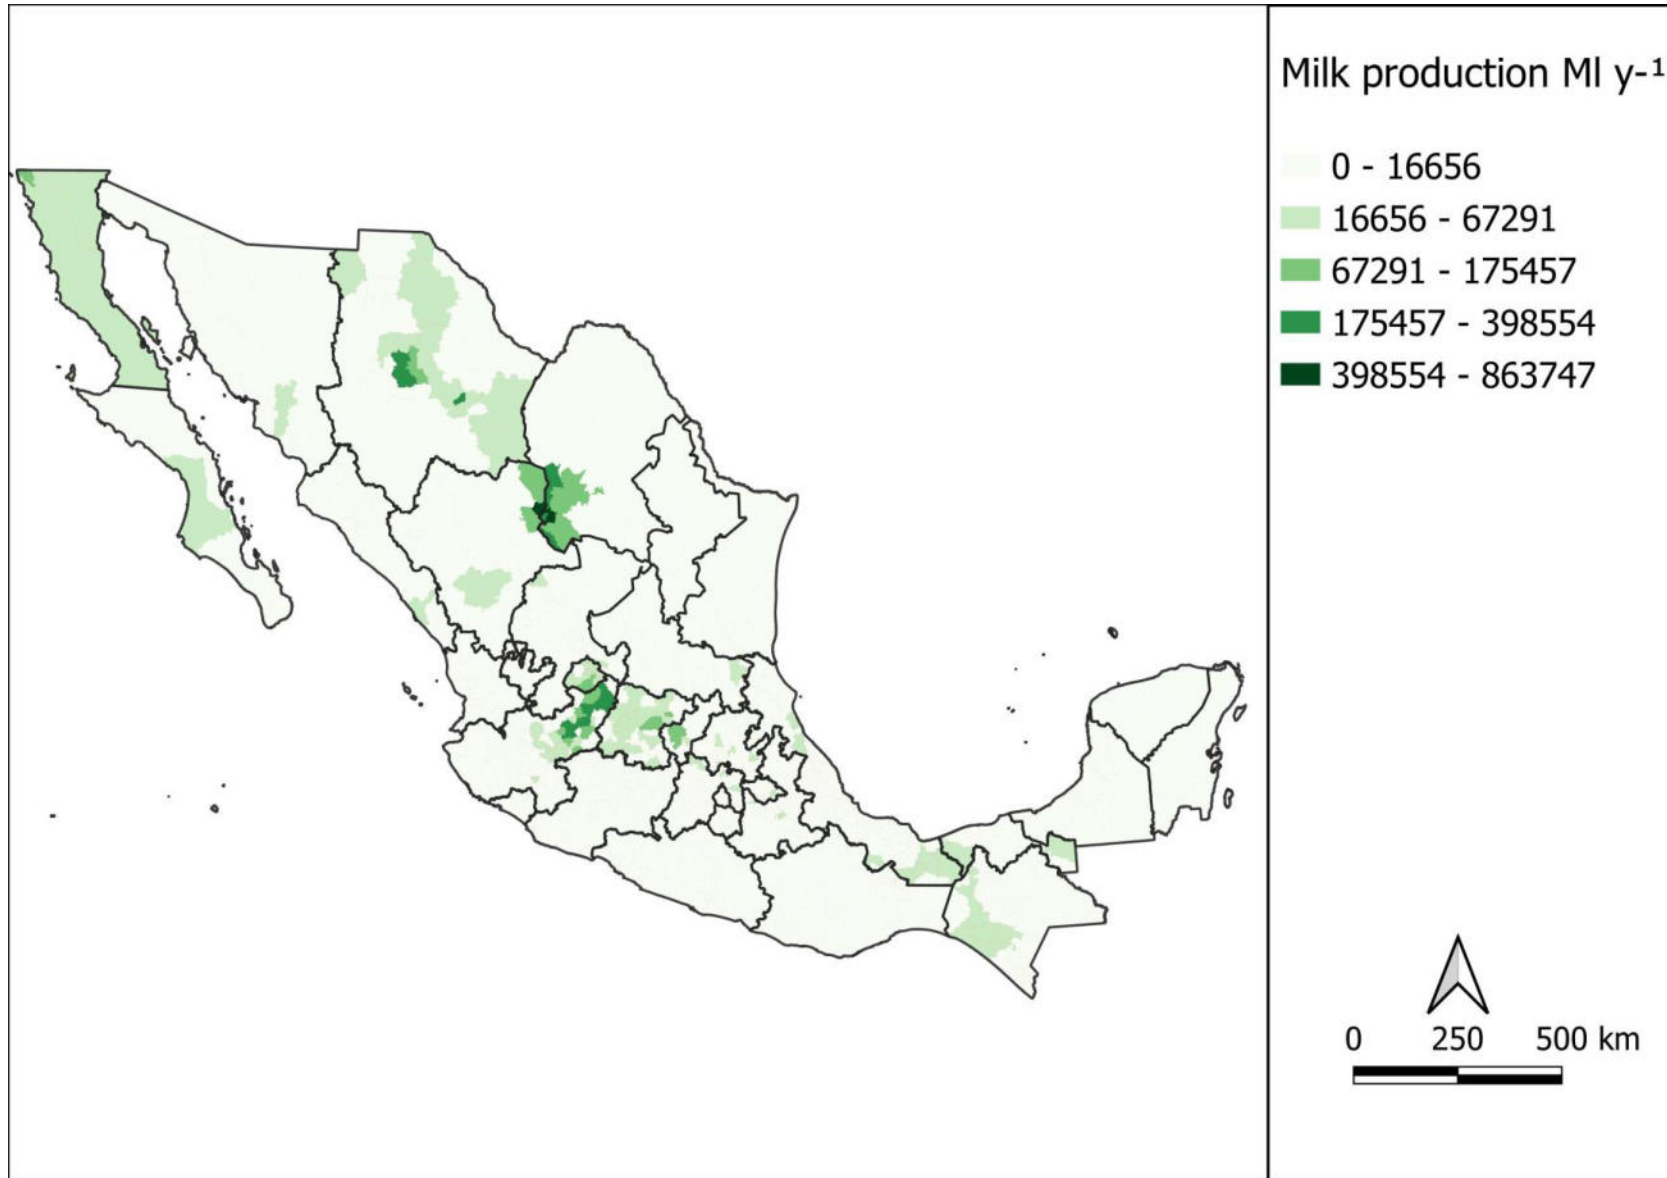 Milk production Ml y-¹
0 - 16656
16656 - 67291
67291 - 175457
175457 - 398554
398554 - 863747
0 250 500 km